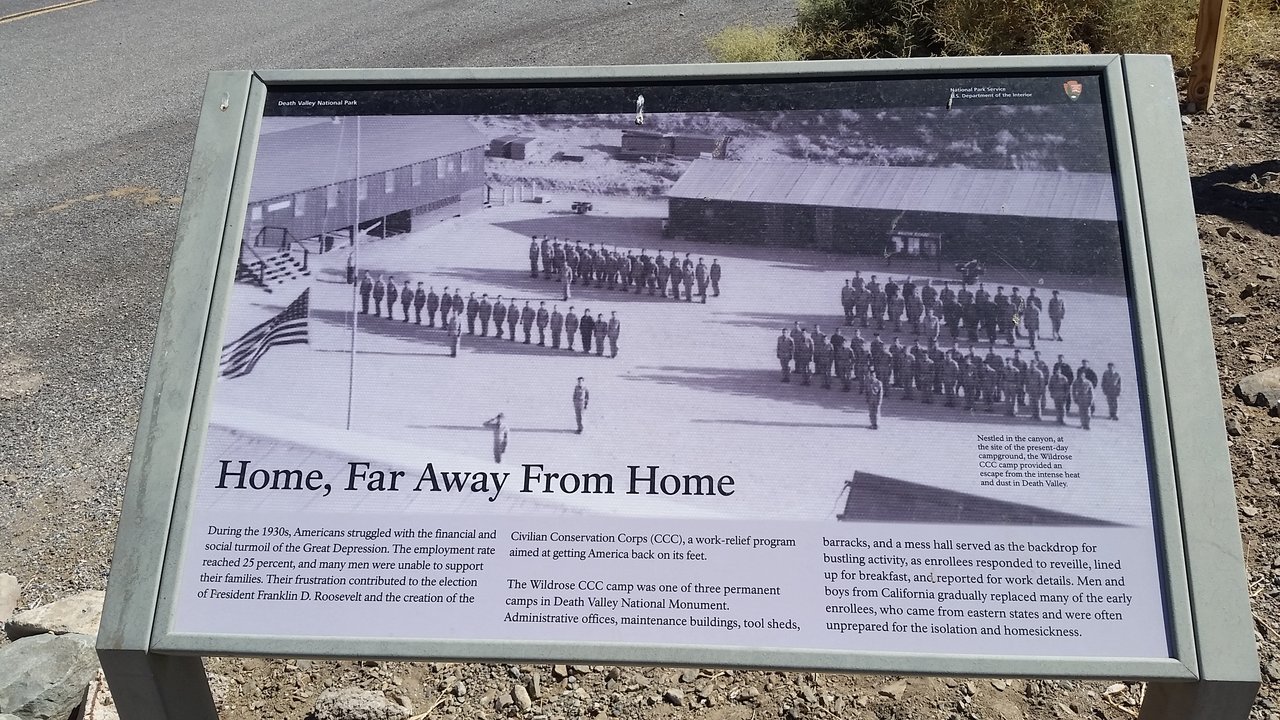 Death Valley National Park
National Park Service
U.S. Department of the Interior
Nestled in the canyon, at
the site of the present-day
campground, the Wildrose
CCC camp provided an
escape from the intense heat
and dust in Death Valley.
Home, Far Away From Home
During the 1930s, Americans struggled with the financial and
social turmoil of the Great Depression. The employment rate
reached 25 percent, and many men were unable to support
their families. Their frustration contributed to the election
of President Franklin D. Roosevelt and the creation of the
Civilian Conservation Corps (CCC), a work-relief program
aimed at getting America back on its feet.
The Wildrose CCC camp was one of three permanent
camps in Death Valley National Monument.
Administrative offices, maintenance buildings, tool sheds,
barracks, and a mess hall served as the backdrop for
bustling activity, as enrollees responded to reveille, lined
up for breakfast, and reported for work details. Men and
boys from California gradually replaced many of the early
enrollees, who came from eastern states and were often
unprepared for the isolation and homesickness.